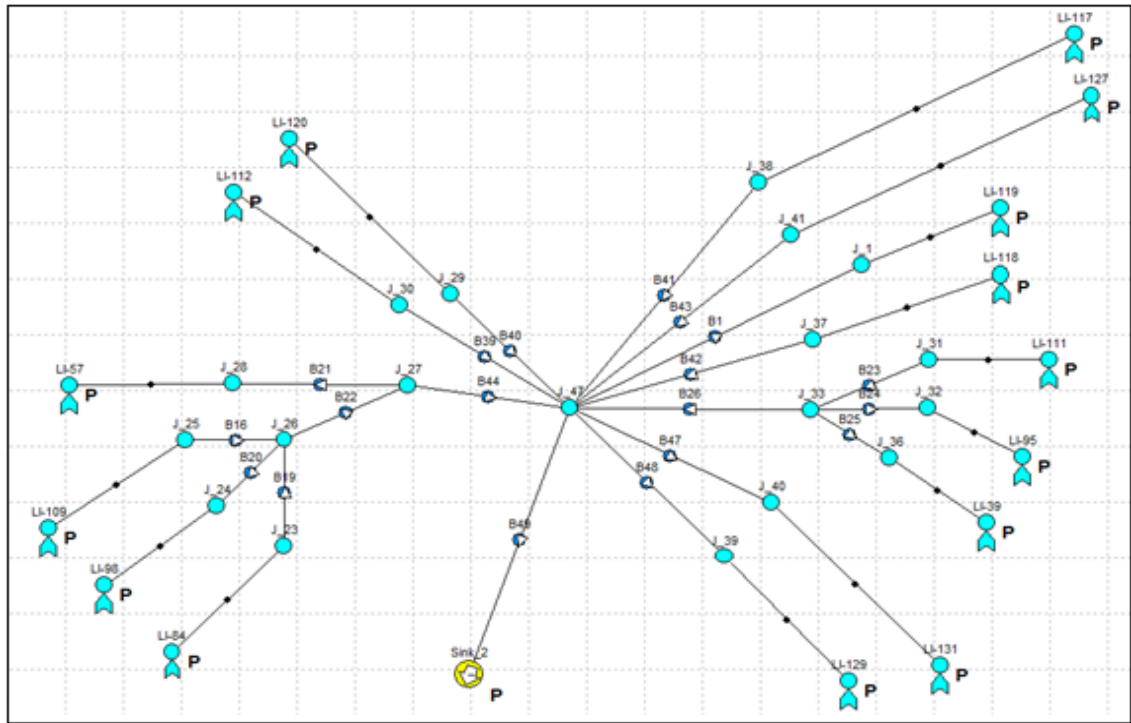 LI-117
P
LI-127
P
LI-120
P
J_38
LI-112
P
LI-119
P
J_41
J_1
LI-118
P
J_29
J_30
B41
B43
B1
J_37
B40
B39
J_31
LI-111
P
LI-57
P
J_28
B21
J_27
B44
J_47
B42
B23
B22
B26
J_33
B24
J_32
J_25
B16
J_26
B25
B20
B47
J_36
LI-95
P
B19
B48
J_24
J_40
LI-109
P
LI-39
P
B49
J_23
J_39
LI-98
P
LI-84
P
Sink_2
P
LI-131
P
LI-129
P